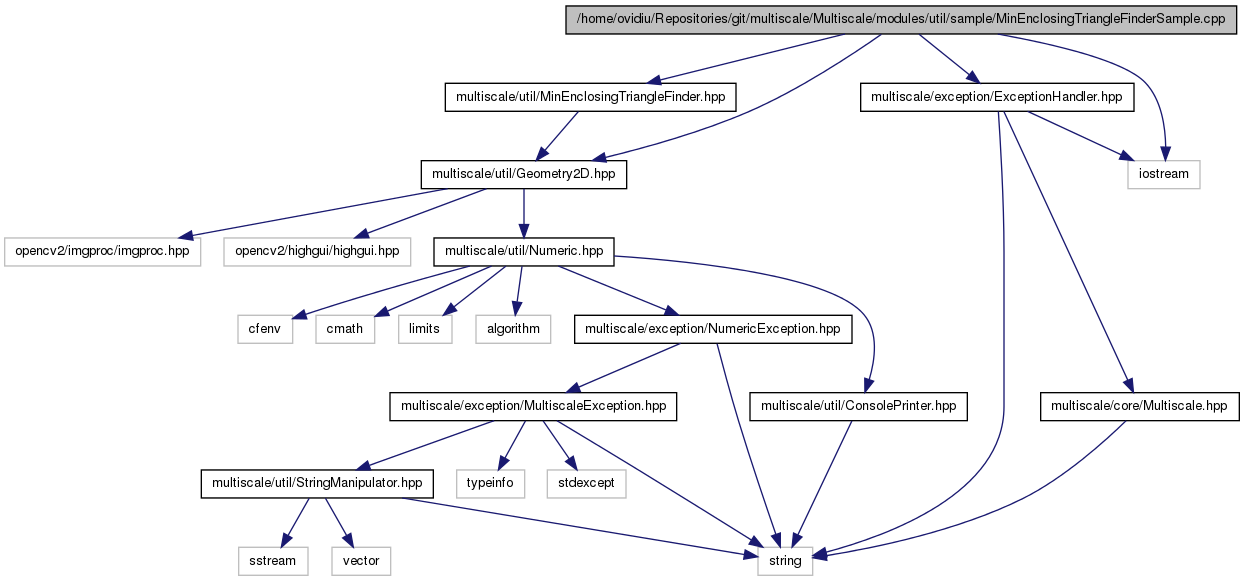 /home/ovidiu/Repositories/git/multiscale/Multiscale/modules/util/sample/MinEnclosingTriangleFinderSample.cpp
multiscale/util/MinEnclosingTriangleFinder.hpp
multiscale/exception/ExceptionHandler.hpp
multiscale/util/Geometry2D.hpp
iostream
opencv2/imgproc/imgproc.hpp
opencv2/highgui/highgui.hpp
multiscale/util/Numeric.hpp
cfenv
cmath
limits
algorithm
multiscale/exception/NumericException.hpp
multiscale/exception/MultiscaleException.hpp
multiscale/util/ConsolePrinter.hpp
multiscale/core/Multiscale.hpp
multiscale/util/StringManipulator.hpp
typeinfo
stdexcept
sstream
vector
string